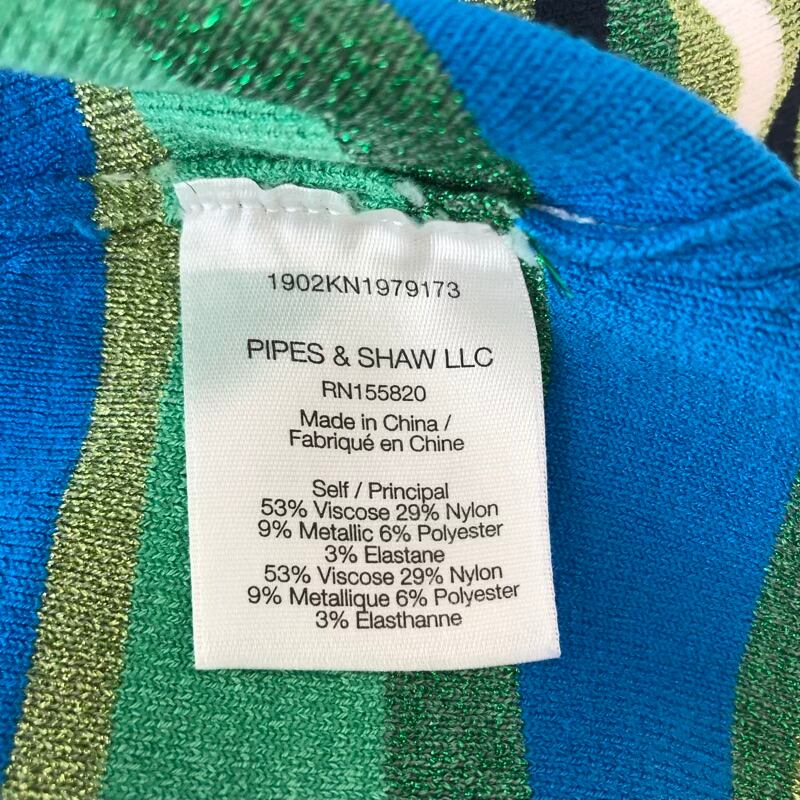 1902KN1979173
PIPES & SHAW LLC
RN155820
Made in China /
Fabriqué en Chine
Self / Principal
53% Viscose 29% Nylon
9% Metallic 6% Polyester
3% Elastane
53% Viscose 29% Nylon
9% Metallique 6% Polyester
3% Elasthanne